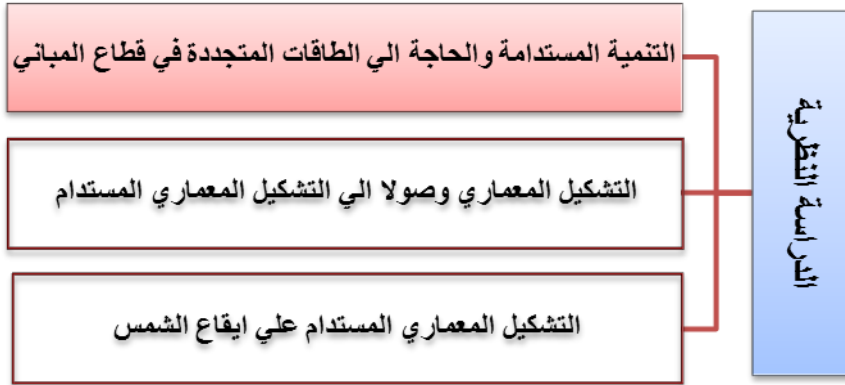 الدراسة النظرية
التنمية المستدامة والحاجة الي الطاقات المتجددة في قطاع المباني
التشكيل المعماري وصولا الي التشكيل المعماري المستدام
التشكيل المعماري المستدام علي ايقاع الشمس